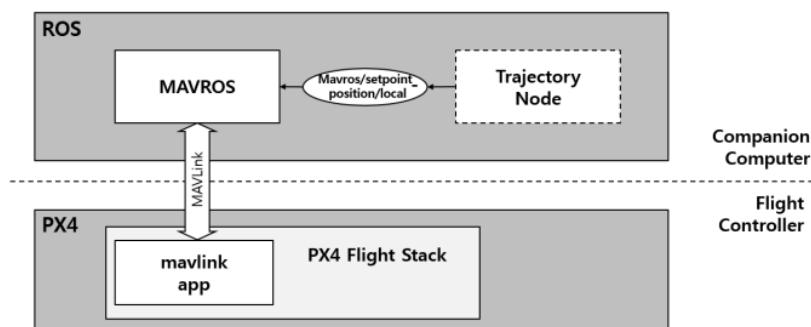 ROS
MAVROS
Mavros/setpoint_
position/local
Trajectory
Node
Companion
Computer
MAVLink
Flight
Controller
PX4
PX4 Flight Stack
mavlink
app